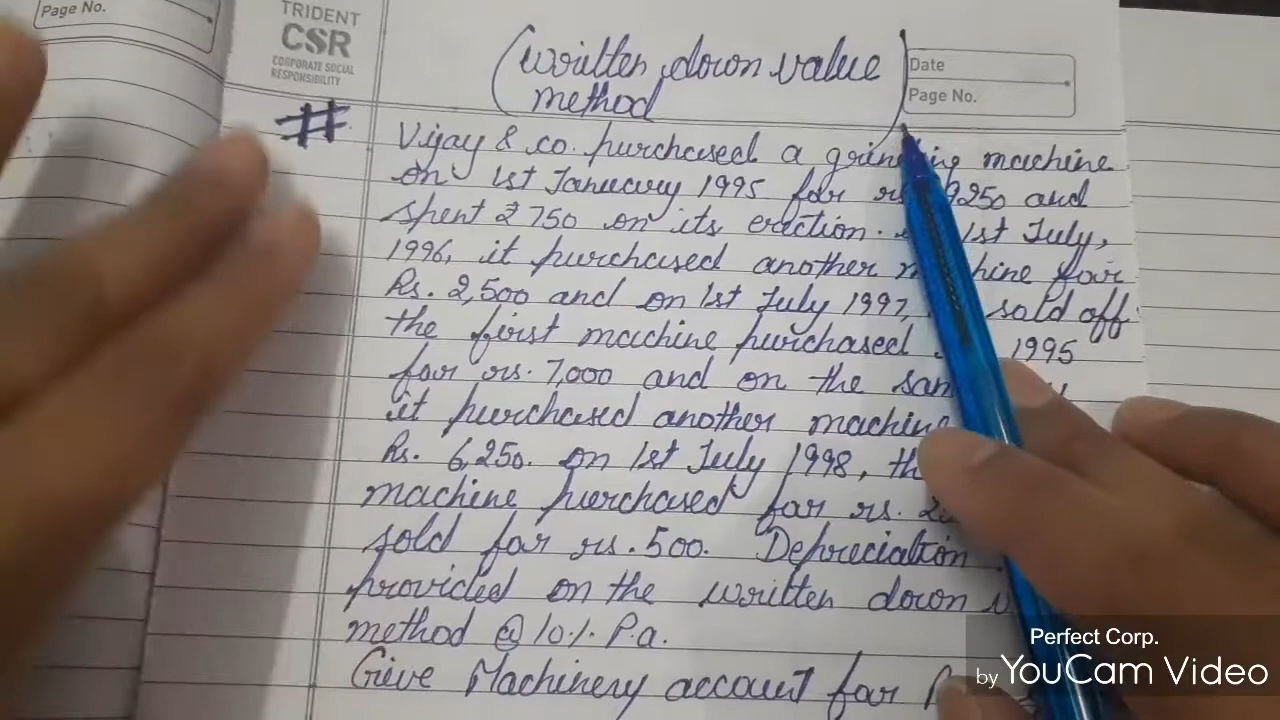 Page No.
TRIDENT
CSR
CORPORATE SOCIAL
RESPONSIBILITY
(written down value
method)
Date
Page No.
# Vijay & co. purchased a machine
on 1st January 1995 for rs 9250 and
spent ₹750 on its erection. 1st July,
1996, it purchased another machine for
Rs. 2,500 and on 1st July 1997, sold off
the first machine purchased 1995
for rs. 7,000 and on the
it purchased another machine
Rs. 6,250. on 1st July 1998,
machine purchased for rs.
sold for rs. 500. Depreciation
provided on the written down
method @ 10% P.a.
Give Machinery account for
Perfect Corp.
by YouCam Video